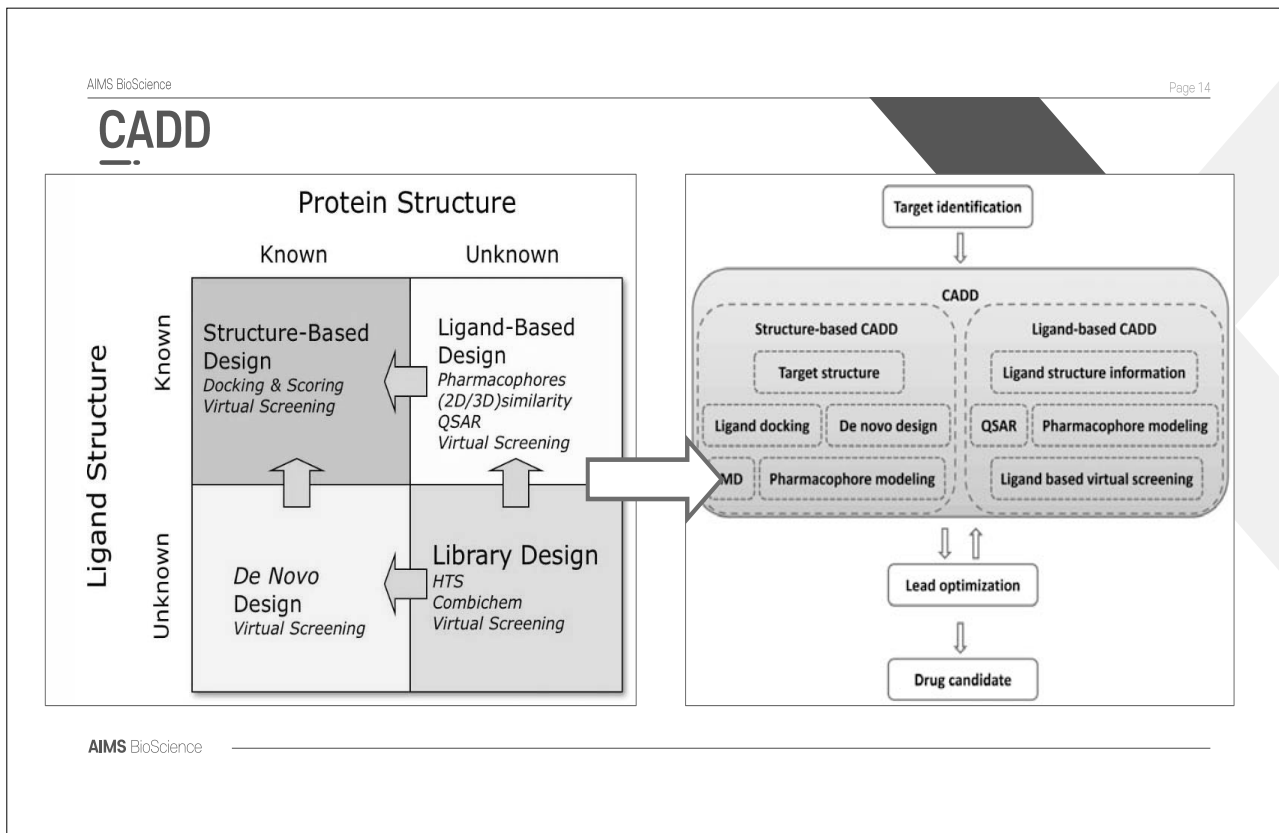 AIMS BioScience
Page 14
CADD
Protein Structure
Known
Unknown
Ligand Structure
Known
Unknown
Structure-Based
Design
Docking & Scoring
Virtual Screening
Ligand-Based
Design
Pharmacophores
(2D/3D)similarity
QSAR
Virtual Screening
De Novo
Design
Virtual Screening
Library Design
HTS
Combichem
Virtual Screening
Target identification
CADD
Structure-based CADD
Target structure
Ligand docking
De novo design
MD
Pharmacophore modeling
Ligand-based CADD
Ligand structure information
QSAR
Pharmacophore modeling
Ligand based virtual screening
Lead optimization
Drug candidate
AIMS BioScience